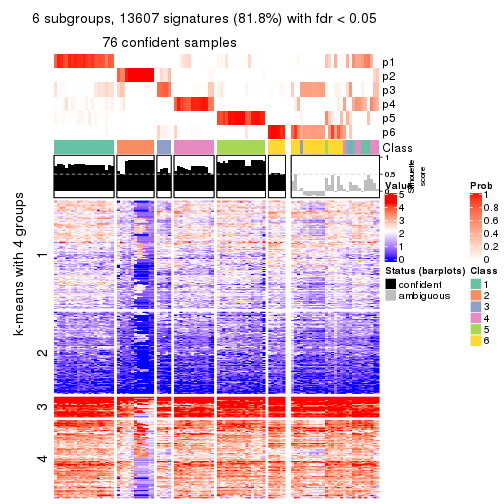 6 subgroups, 13607 signatures (81.8%) with fdr < 0.05
76 confident samples
p1
p2
p3
p4
p5
p6
Class
1
0.5
0
Silhouette
score
k-means with 4 groups
1
2
3
4
Value
5
4
3
2
1
0
Status (barplots)
confident
ambiguous
Prob
1
0.8
0.6
0.4
0.2
0
Class
1
2
3
4
5
6